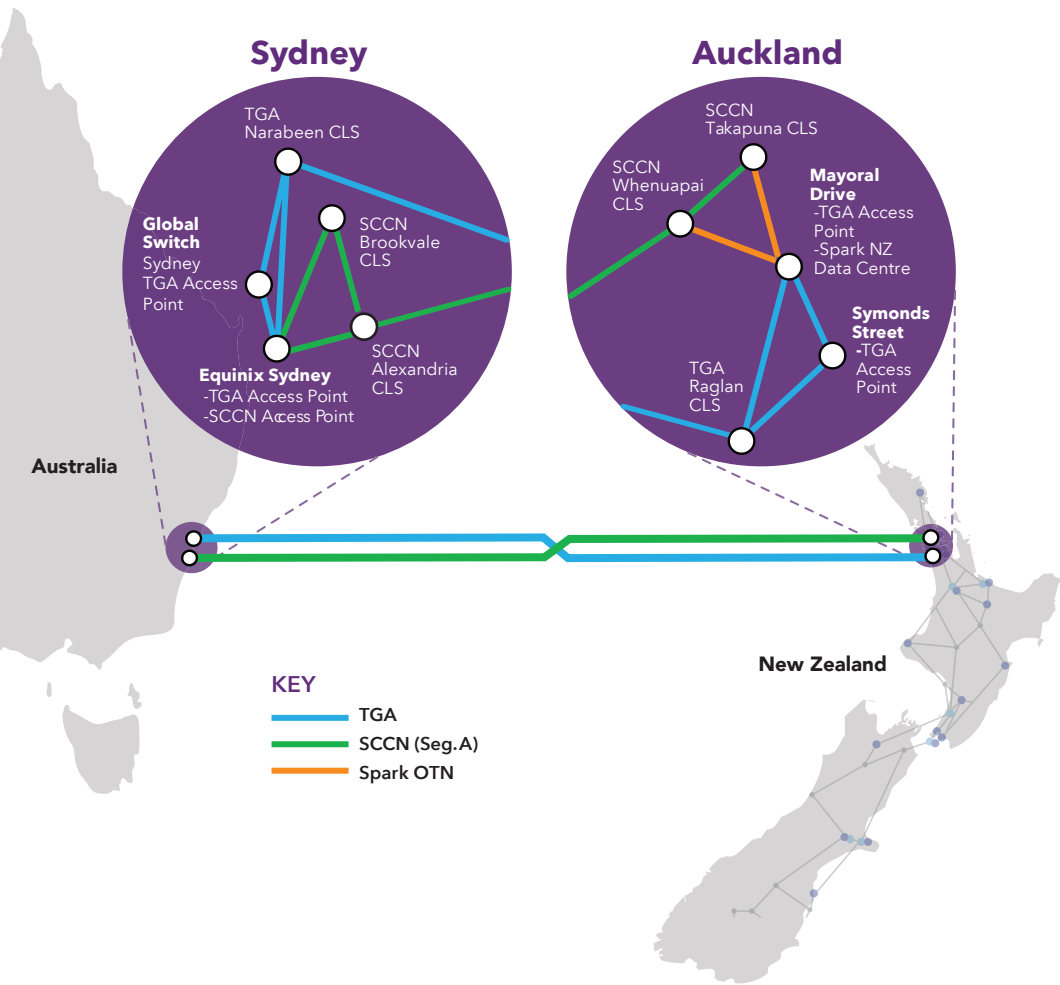 Sydney
TGA
Narabeen CLS
SCCN
Brookvale
CLS
Global
Switch
Sydney
TGA Access
Point
SCCN
Alexandria
CLS
Equinix Sydney
-TGA Access Point
-SCCN Access Point
Auckland
SCCN
Takapuna CLS
SCCN
Whenuapai
CLS
Mayoral
Drive
-TGA Access
Point
-Spark NZ
Data Centre
Symonds
Street
-TGA
Access
Point
TGA
Raglan
CLS
Australia
New Zealand
KEY
TGA
SCCN (Seg.A)
Spark OTN